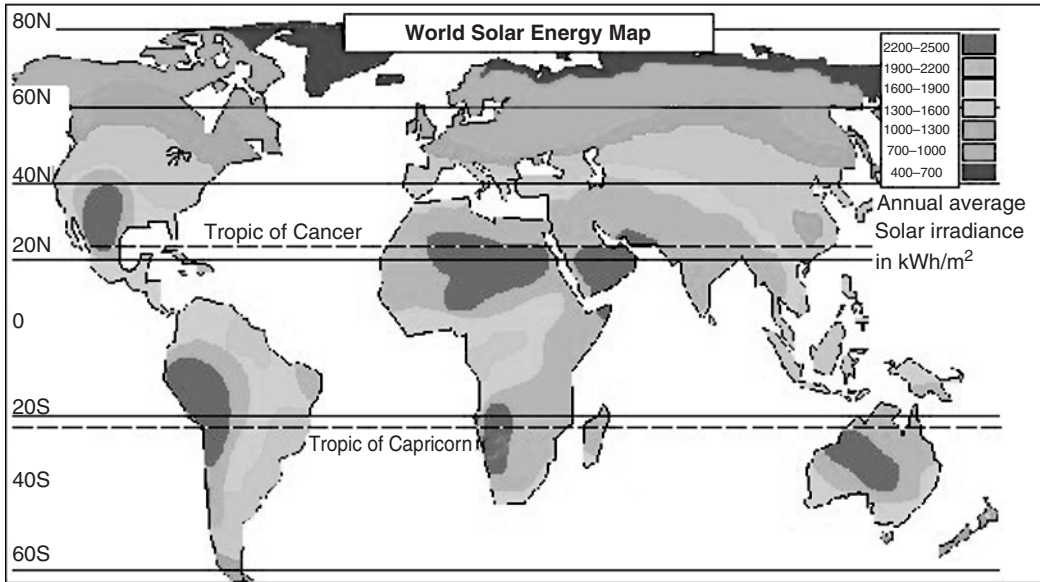 World Solar Energy Map
80N
60N
40N
20N
0
20S
40S
60S
Tropic of Cancer
Tropic of Capricorn
2200–2500
1900–2200
1600–1900
1300–1600
1000–1300
700–1000
400–700
Annual average
Solar irradiance
in kWh/m²